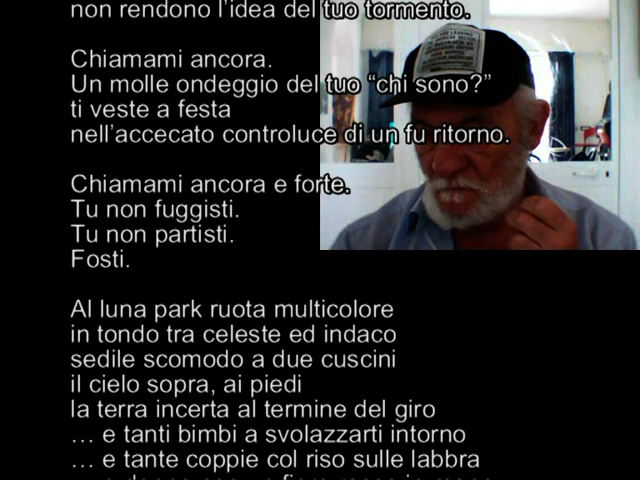 non rendono l'idea del tuo tormento.
Chiamami ancora.
Un molle ondeggio del tuo “chi sono?”
ti veste a festa
nell'accecato controluce di un fu ritorno.
Chiamami ancora e forte.
Tu non fuggisti.
Tu non partisti.
Fosti.
Al luna park ruota multicolore
in tondo tra celeste ed indaco
sedile scomodo a due cuscini
il cielo sopra, ai piedi
la terra incerta al termine del giro
… e tanti bimbi a svolazzarti intorno
… e tante coppie col riso sulle labbra